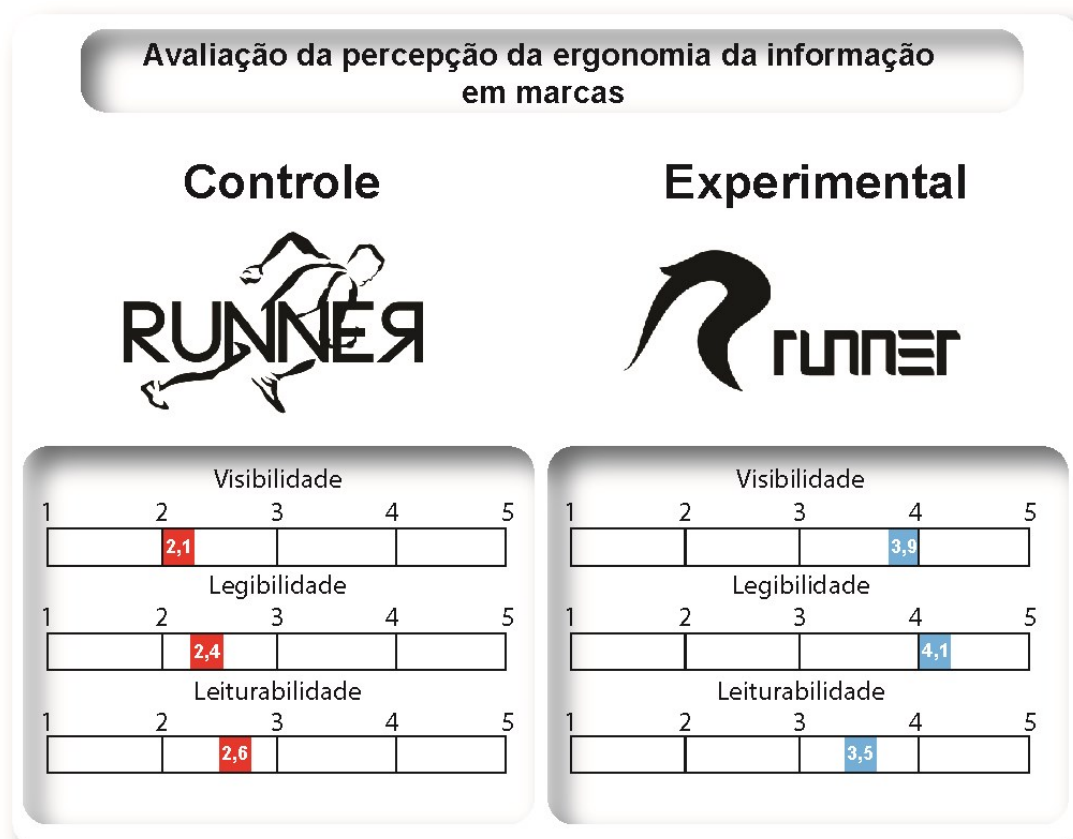 Avaliação da percepção da ergonomia da informação
em marcas
Controle
RUNNER
Visibilidade
1 2 3 4 5
2,1
Legibilidade
1 2 3 4 5
2,4
Leiturabilidade
1 2 3 4 5
2,6
Experimental
R runner
Visibilidade
1 2 3 4 5
3,9
Legibilidade
1 2 3 4 5
4,1
Leiturabilidade
1 2 3 4 5
3,5